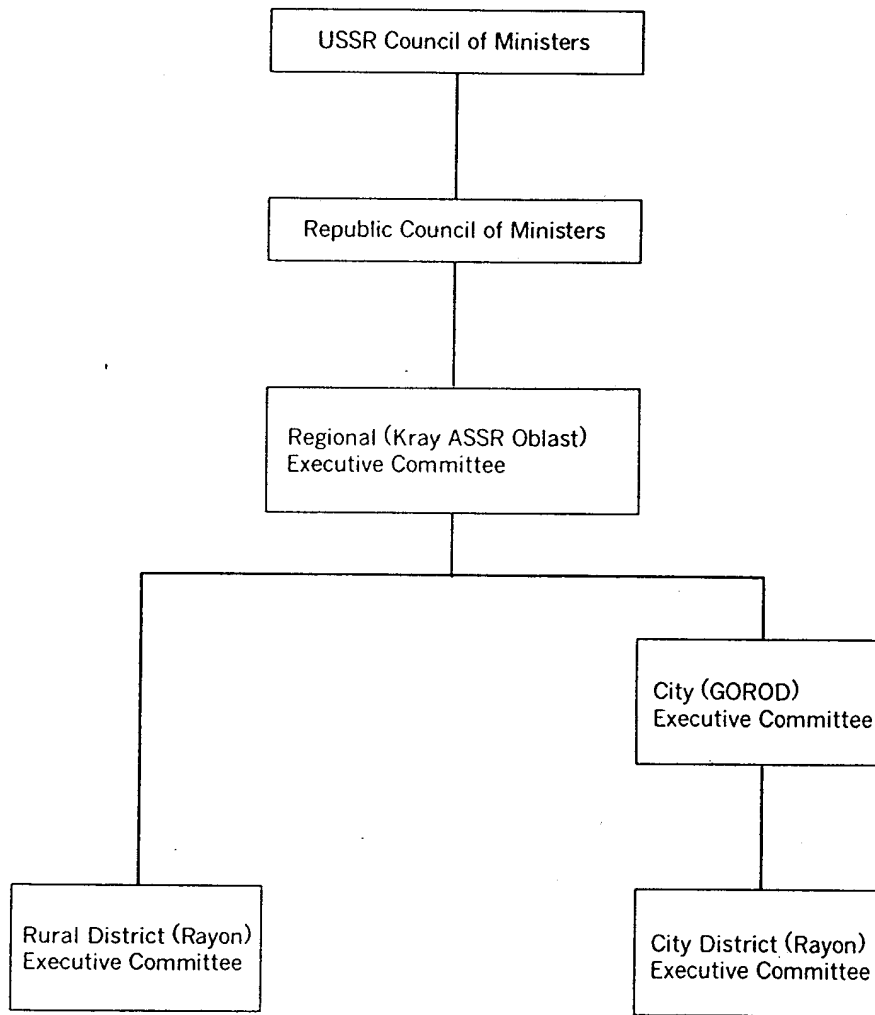 USSR Council of Ministers
Republic Council of Ministers
Regional (Kray ASSR Oblast)
Executive Committee
City (GOROD)
Executive Committee
Rural District (Rayon)
Executive Committee
City District (Rayon)
Executive Committee